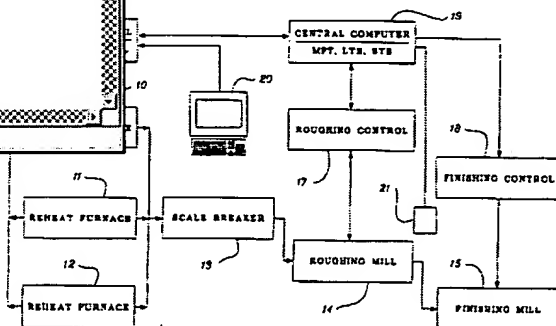 19
CENTRAL COMPUTER
MPT, LTS, STS
10
20
ROUGHING CONTROL
17
18
FINISHING CONTROL
11
REHEAT FURNACE
SCALE BREAKER
13
21
ROUGHING MILL
14
15
FINISHING MILL
12
REHEAT FURNACE